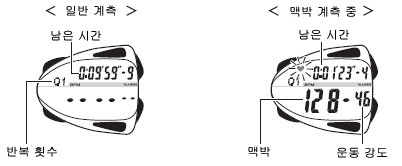 < 일반 계측 >
남은 시간
0:09'59"-9
Q1
반복 횟수
< 맥박 계측 중 >
남은 시간
0:01'23"-4
Q1
128-46
맥박
운동 강도